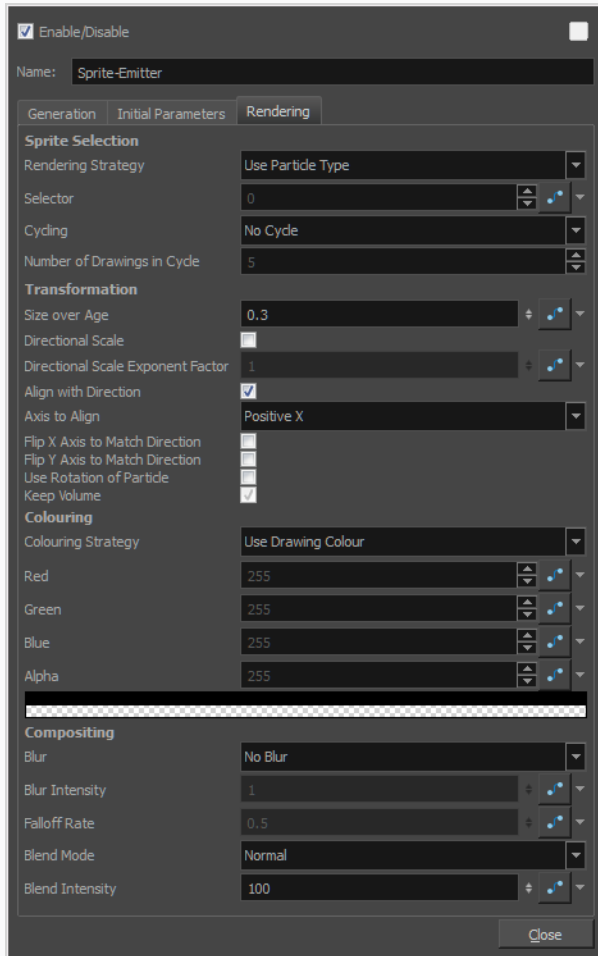 Enable/Disable
Name: Sprite-Emitter
Generation Initial Parameters Rendering
Sprite Selection
Rendering Strategy Use Particle Type
Selector 0
Cycling No Cycle
Number of Drawings in Cycle 5
Transformation
Size over Age 0.3
Directional Scale
Directional Scale Exponent Factor 1
Align with Direction
Axis to Align Positive X
Flip X Axis to Match Direction
Flip Y Axis to Match Direction
Use Rotation of Particle
Keep Volume
Colouring
Colouring Strategy Use Drawing Colour
Red 255
Green 255
Blue 255
Alpha 255
Compositing
Blur No Blur
Blur Intensity 1
Falloff Rate 0.5
Blend Mode Normal
Blend Intensity 100
Close